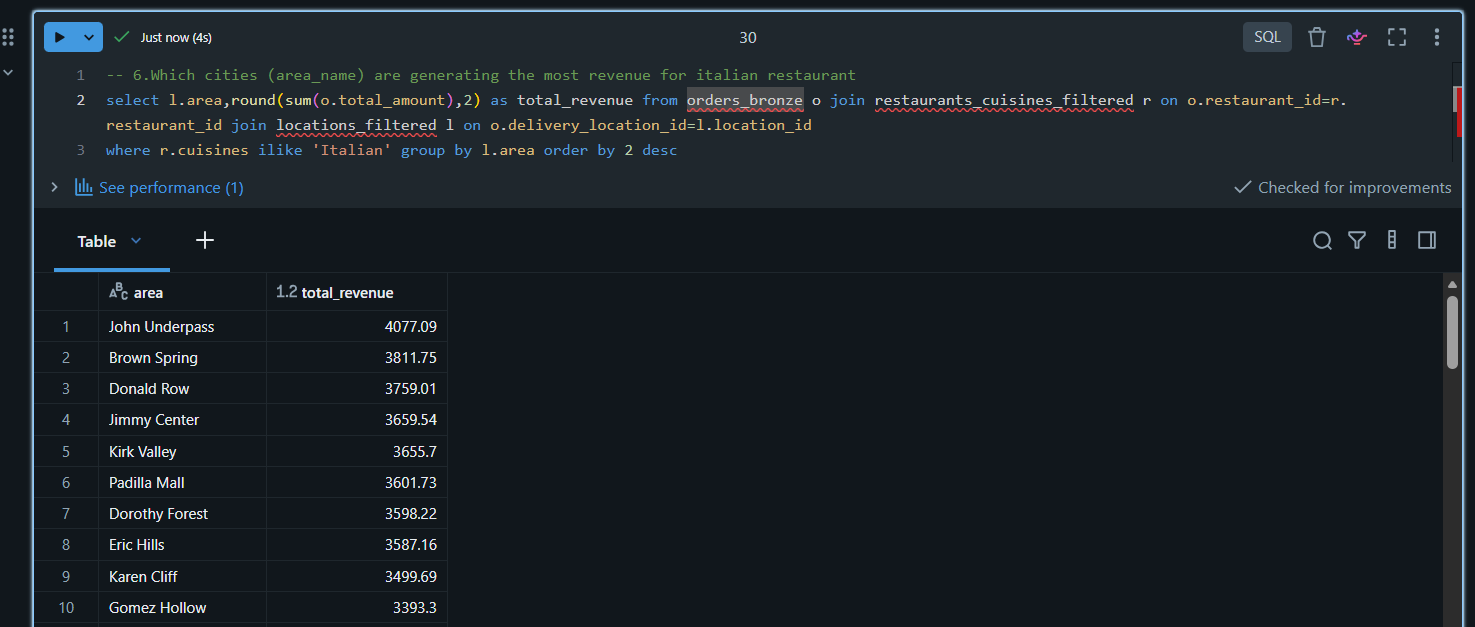 Just now (4s)
30
SQL
1 -- 6.Which cities (area_name) are generating the most revenue for italian restaurant
2 select l.area,round(sum(o.total_amount),2) as total_revenue from orders_bronze o join restaurants_cuisines_filtered r on o.restaurant_id=r.
restaurant_id join locations_filtered l on o.delivery_location_id=l.location_id
3 where r.cuisines ilike 'Italian' group by l.area order by 2 desc
See performance (1)
Checked for improvements
Table
ABC area 1.2 total_revenue
1 John Underpass 4077.09
2 Brown Spring 3811.75
3 Donald Row 3759.01
4 Jimmy Center 3659.54
5 Kirk Valley 3655.7
6 Padilla Mall 3601.73
7 Dorothy Forest 3598.22
8 Eric Hills 3587.16
9 Karen Cliff 3499.69
10 Gomez Hollow 3393.3